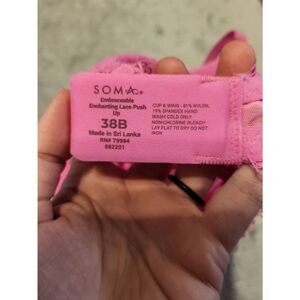 SOMA
Embraceable
Enchanting Lace Push
Up
38B
Made in Sri Lanka
RN# 79984
082201
CUP & WING : 81% NYLON,
19% SPANDEX HAND
WASH COLD ONLY
NON-CHLORINE BLEACH
LAY FLAT TO DRY DO NOT
IRON